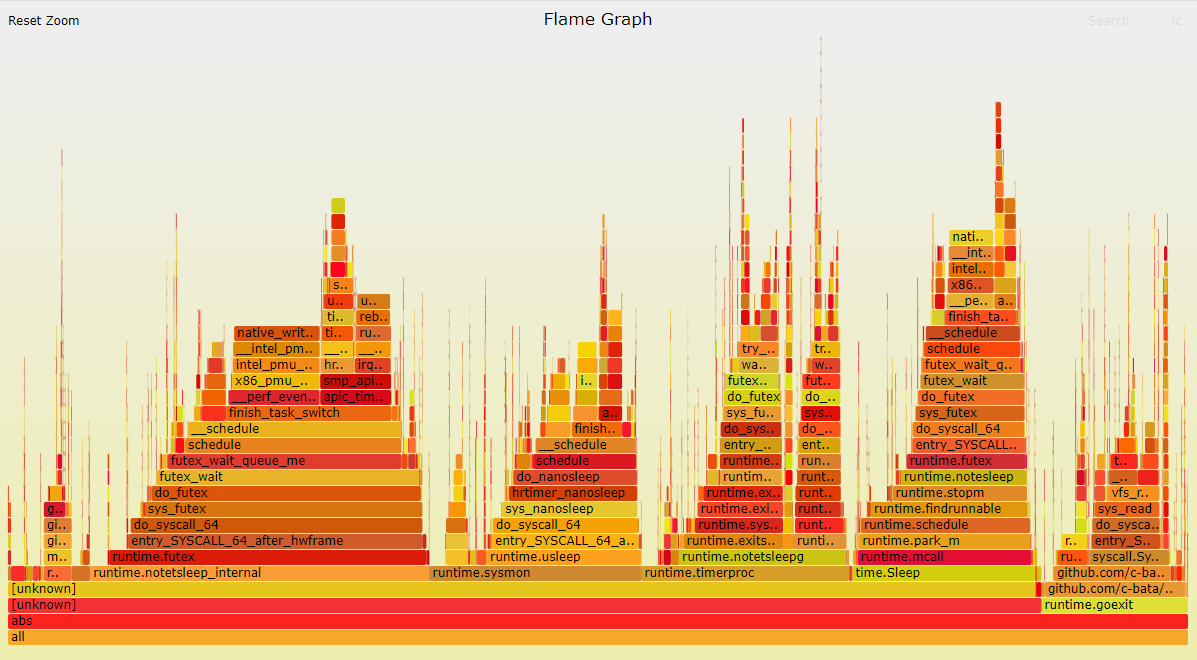 Reset Zoom Flame Graph Search ic
nati..
__int..
intel..
s.. x86..
u.. u.. __pe.. a..
ti.. reb.. finish_ta..
native_writ.. ti.. ru.. __schedule
___intel_pm.. __.. ___.. try_.. tr.. schedule
intel_pmu_.. hr.. irq.. wa.. w.. futex_wait_q..
x86_pmu_.. smp_api.. i.. futex.. fut.. futex_wait
__perf_even.. apic_tim.. do_futex do_.. do_futex
finish_task_switch a.. sys_fu.. sys.. sys_futex
__schedule finish.. do_sys.. do_.. do_syscall_64
schedule __schedule entry_.. ent.. entry_SYSCALL..
futex_wait_queue_me schedule runtime.. run.. runtime.futex t..
futex_wait do_nanosleep runtim.. runt.. runtime.notesleep _..
do_futex hrtimer_nanosleep runtime.ex.. runt.. runtime.stopm vfs_r..
g.. sys_futex sys_nanosleep runtime.exi.. runt.. runtime.findrunnable sys_read
gi.. do_syscall_64 do_syscall_64 runtime.sys.. runt.. runtime.schedule do_sysca..
gi.. entry_SYSCALL_64_after_hwframe entry_SYSCALL_64_a.. runtime.exits.. runti.. runtime.park_m r.. entry_S..
m.. runtime.futex runtime.usleep runtime.notetsleepg runtime.mcall ru.. syscall.Sy..
r.. runtime.notetsleep_internal runtime.sysmon runtime.timerproc time.Sleep github.com/c-ba..
[unknown] github.com/c-bata/..
[unknown] runtime.goexit
abs
all